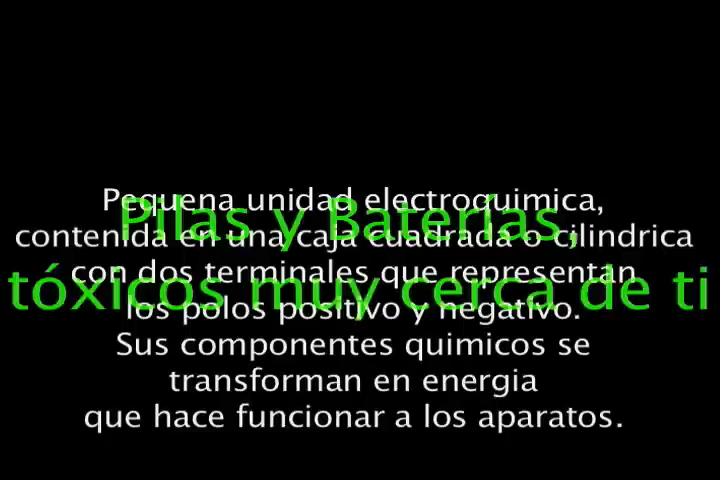 Pequena unidad electroquimica,
Pilas y Baterías,
contenida en una caja cuadrada o cilindrica
con dos terminales que representan
tóxicos muy cerca de ti
los polos positivo y negativo.
Sus componentes quimicos se
transforman en energia
que hace funcionar a los aparatos.